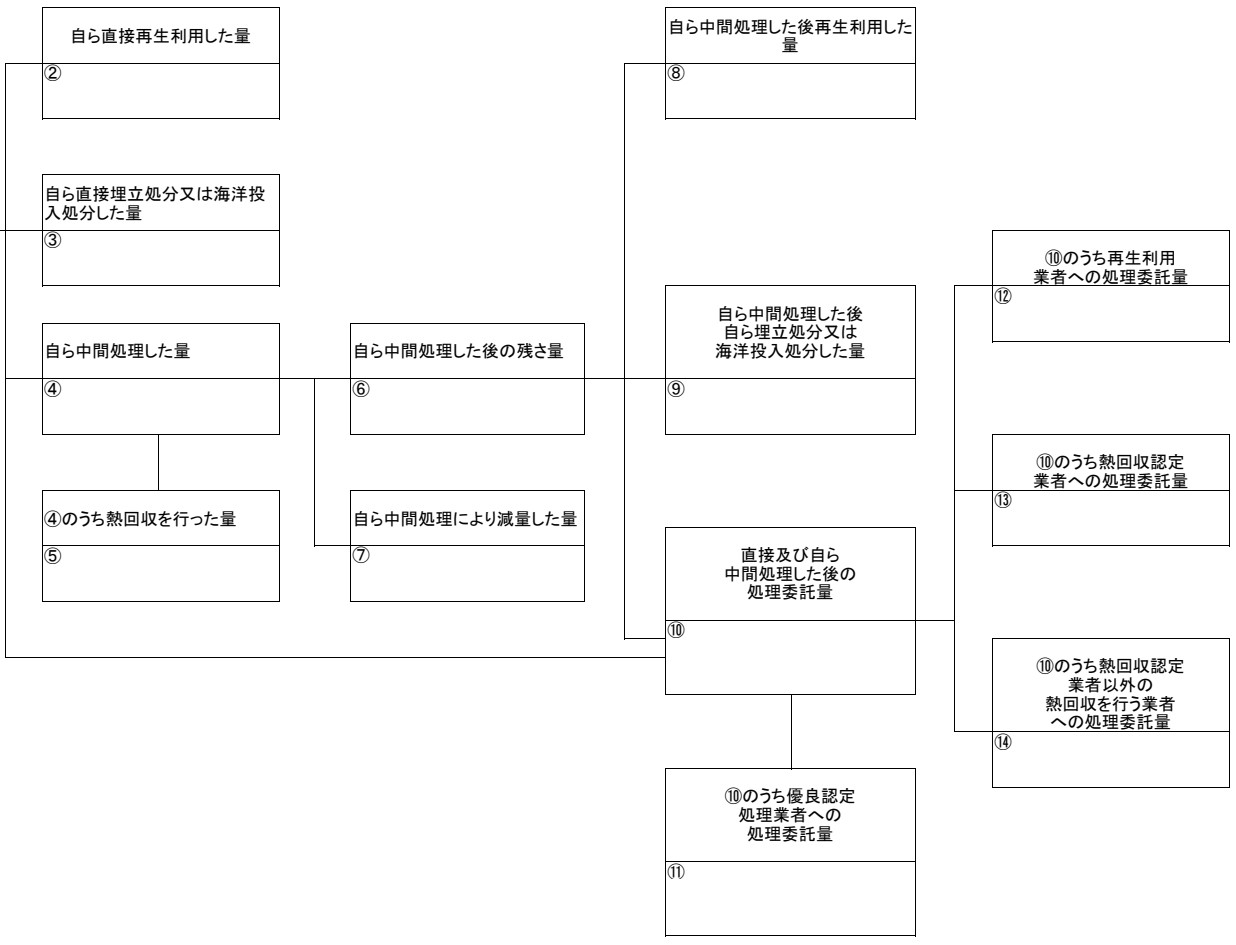 自ら直接再生利用した量
②
自ら直接埋立処分又は海洋投
入処分した量
③
自ら中間処理した量
④
④のうち熱回収を行った量
⑤
自ら中間処理した後の残さ量
⑥
自ら中間処理により減量した量
⑦
自ら中間処理した後再生利用した
量
⑧
自ら中間処理した後
自ら埋立処分又は
海洋投入処分した量
⑨
直接及び自ら
中間処理した後の
処理委託量
⑩
⑩のうち優良認定
処理業者への
処理委託量
⑪
⑩のうち再生利用
業者への処理委託量
⑫
⑩のうち熱回収認定
業者への処理委託量
⑬
⑩のうち熱回収認定
業者以外の
熱回収を行う業者
への処理委託量
⑭